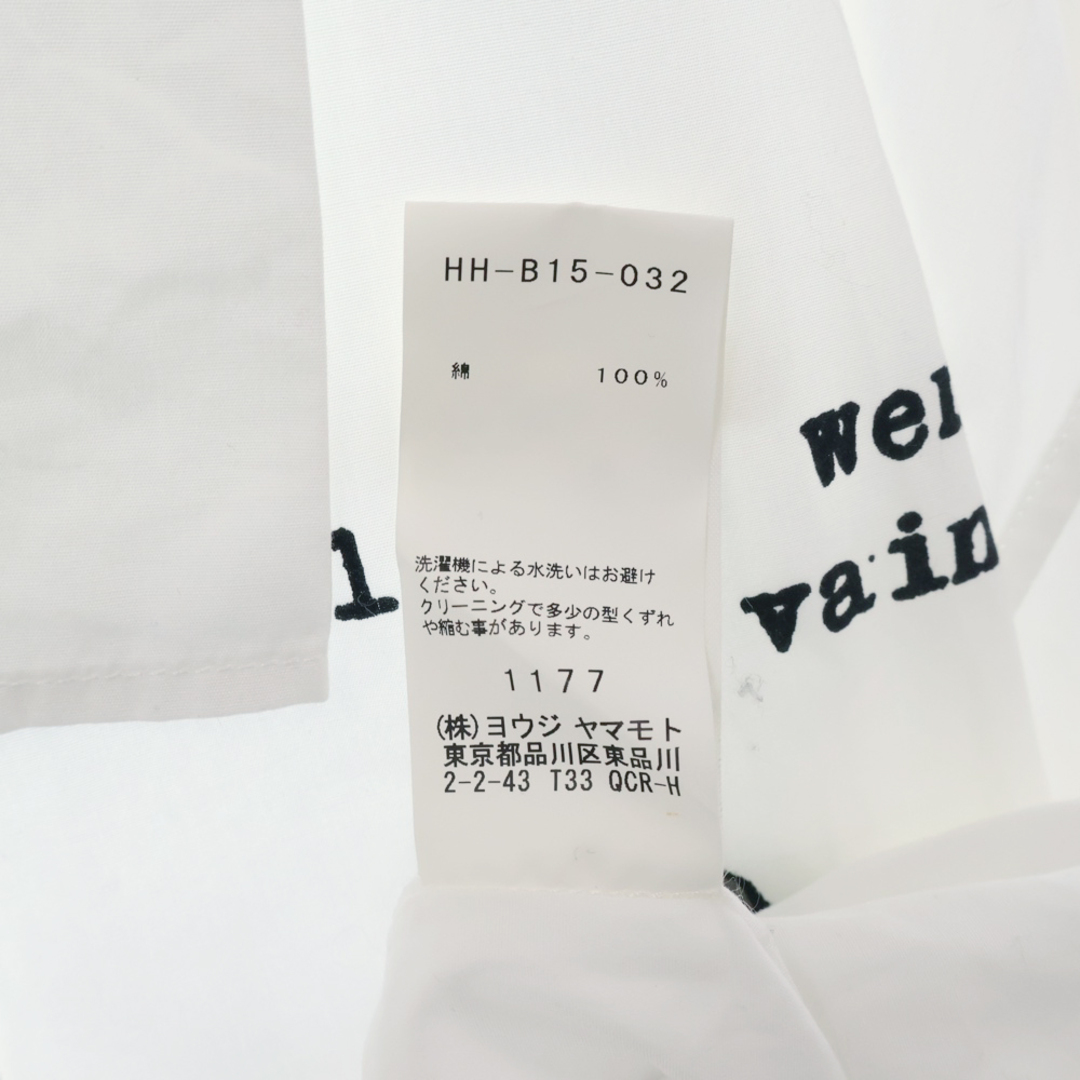 HH-B15-032
綿 100%
洗濯機による水洗いはお避け
ください。
クリーニングで多少の型くずれ
や縮む事があります。
1177
(株)ヨウジ ヤマモト
東京都品川区東品川
2-2-43 T33 QCR-H
wel
vain
l